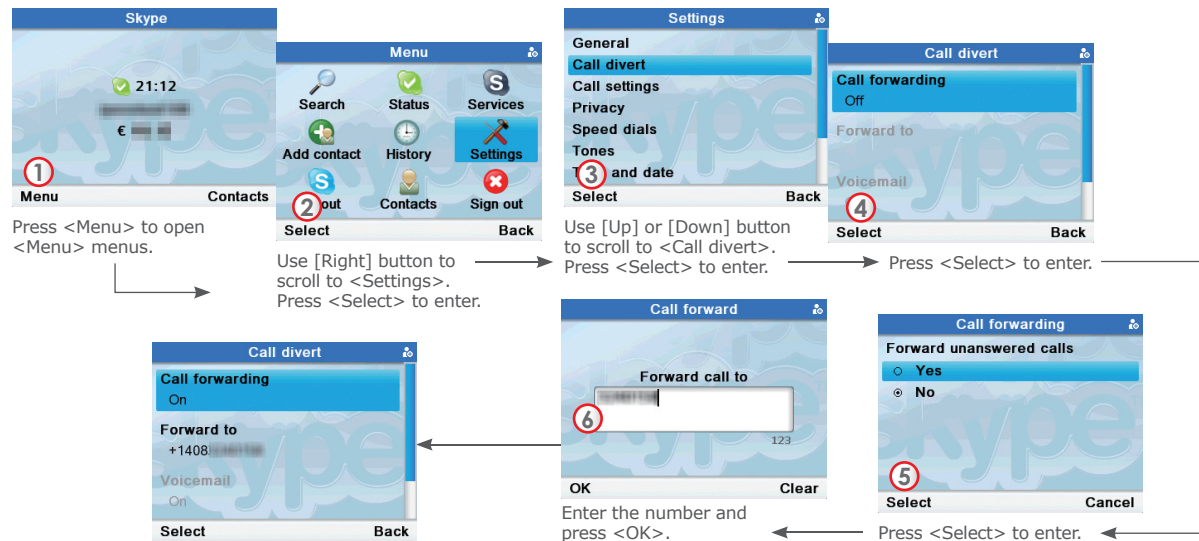 Skype
21:12
€
1
Menu Contacts
Press <Menu> to open
<Menu> menus.
Menu
Search Status Services
Add contact History Settings
out Contacts Sign out
2
Select Back
Use [Right] button to
scroll to <Settings>.
Press <Select> to enter.
Settings
General
Call divert
Call settings
Privacy
Speed dials
Tones
and date
3
Select Back
Use [Up] or [Down] button
to scroll to <Call divert>.
Press <Select> to enter.
Call divert
Call forwarding
Off
Forward to
Voicemail
4
Select Back
Press <Select> to enter.
Call forwarding
Forward unanswered calls
Yes
No
5
Select Cancel
Press <Select> to enter.
Call forward
Forward call to
6
123
OK Clear
Enter the number and
press <OK>.
Call divert
Call forwarding
On
Forward to
+1408
Voicemail
On
Select Back